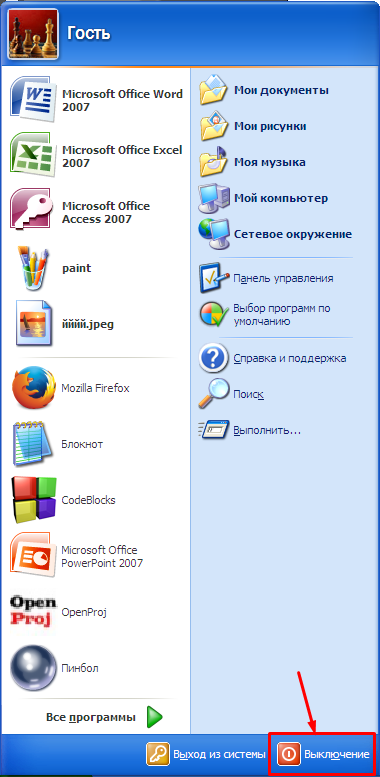 Гость
Microsoft Office Word
2007
Microsoft Office Excel
2007
Microsoft Office
Access 2007
paint
йййй.jpeg
Mozilla Firefox
Блокнот
CodeBlocks
Microsoft Office
PowerPoint 2007
Open
Proj
OpenProj
Пинбол
Все программы
Мои документы
Мои рисунки
Моя музыка
Мой компьютер
Сетевое окружение
Панель управления
Выбор программ по
умолчанию
Справка и поддержка
Поиск
Выполнить...
Выход из системы
Выключение